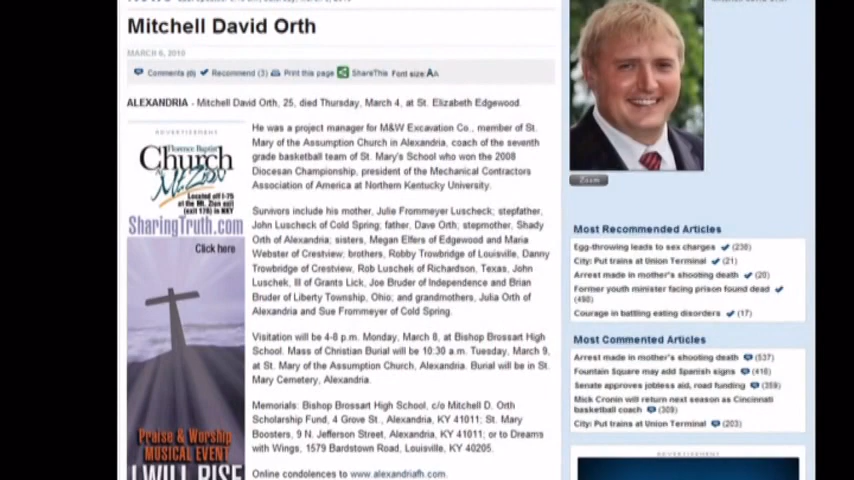 Mitchell David Orth
MARCH 6, 2010
Comments (6) Recommend (3) Print this page ShareThis Font size: AA
ALEXANDRIA - Mitchell David Orth, 25, died Thursday, March 4, at St. Elizabeth Edgewood.
ADVERTISEMENT
Florence Baptist
Church
At
Mt. Zion
Located off I-75
at the Mt. Zion exit
(exit 178) in NKY
SharingTruth.com
Click here
Praise & Worship
MUSICAL EVENT
I WILL RISE
He was a project manager for M&W Excavation Co., member of St.
Mary of the Assumption Church in Alexandria, coach of the seventh
grade basketball team of St. Mary's School who won the 2008
Diocesan Championship, president of the Mechanical Contractors
Association of America at Northern Kentucky University.
Survivors include his mother, Julie Frommeyer Luscheck; stepfather,
John Luscheck of Cold Spring; father, Dave Orth; stepmother, Shady
Orth of Alexandria; sisters, Megan Elfers of Edgewood and Maria
Webster of Crestview; brothers, Robby Trowbridge of Louisville, Danny
Trowbridge of Crestview, Rob Luschek of Richardson, Texas, John
Luschek, III of Grants Lick, Joe Bruder of Independence and Brian
Bruder of Liberty Township, Ohio; and grandmothers, Julia Orth of
Alexandria and Sue Frommeyer of Cold Spring.
Visitation will be 4-8 p.m. Monday, March 8, at Bishop Brossart High
School. Mass of Christian Burial will be 10:30 a.m. Tuesday, March 9,
at St. Mary of the Assumption Church, Alexandria. Burial will be in St.
Mary Cemetery, Alexandria.
Memorials: Bishop Brossart High School, c/o Mitchell D. Orth
Scholarship Fund, 4 Grove St., Alexandria, KY 41011; St. Mary
Boosters, 9 N. Jefferson Street, Alexandria, KY 41011; or to Dreams
with Wings, 1579 Bardstown Road, Louisville, KY 40205.
Online condolences to www.alexandriafh.com.
Zoom
Most Recommended Articles
Egg-throwing leads to sex charges (238)
City: Put trains at Union Terminal (21)
Arrest made in mother's shooting death (20)
Former youth minister facing prison found dead
(490)
Courage in battling eating disorders (17)
Most Commented Articles
Arrest made in mother's shooting death (537)
Fountain Square may add Spanish signs (416)
Senate approves jobless aid, road funding (359)
Mick Cronin will return next season as Cincinnati
basketball coach (309)
City: Put trains at Union Terminal (203)
ADVERTISEMENT